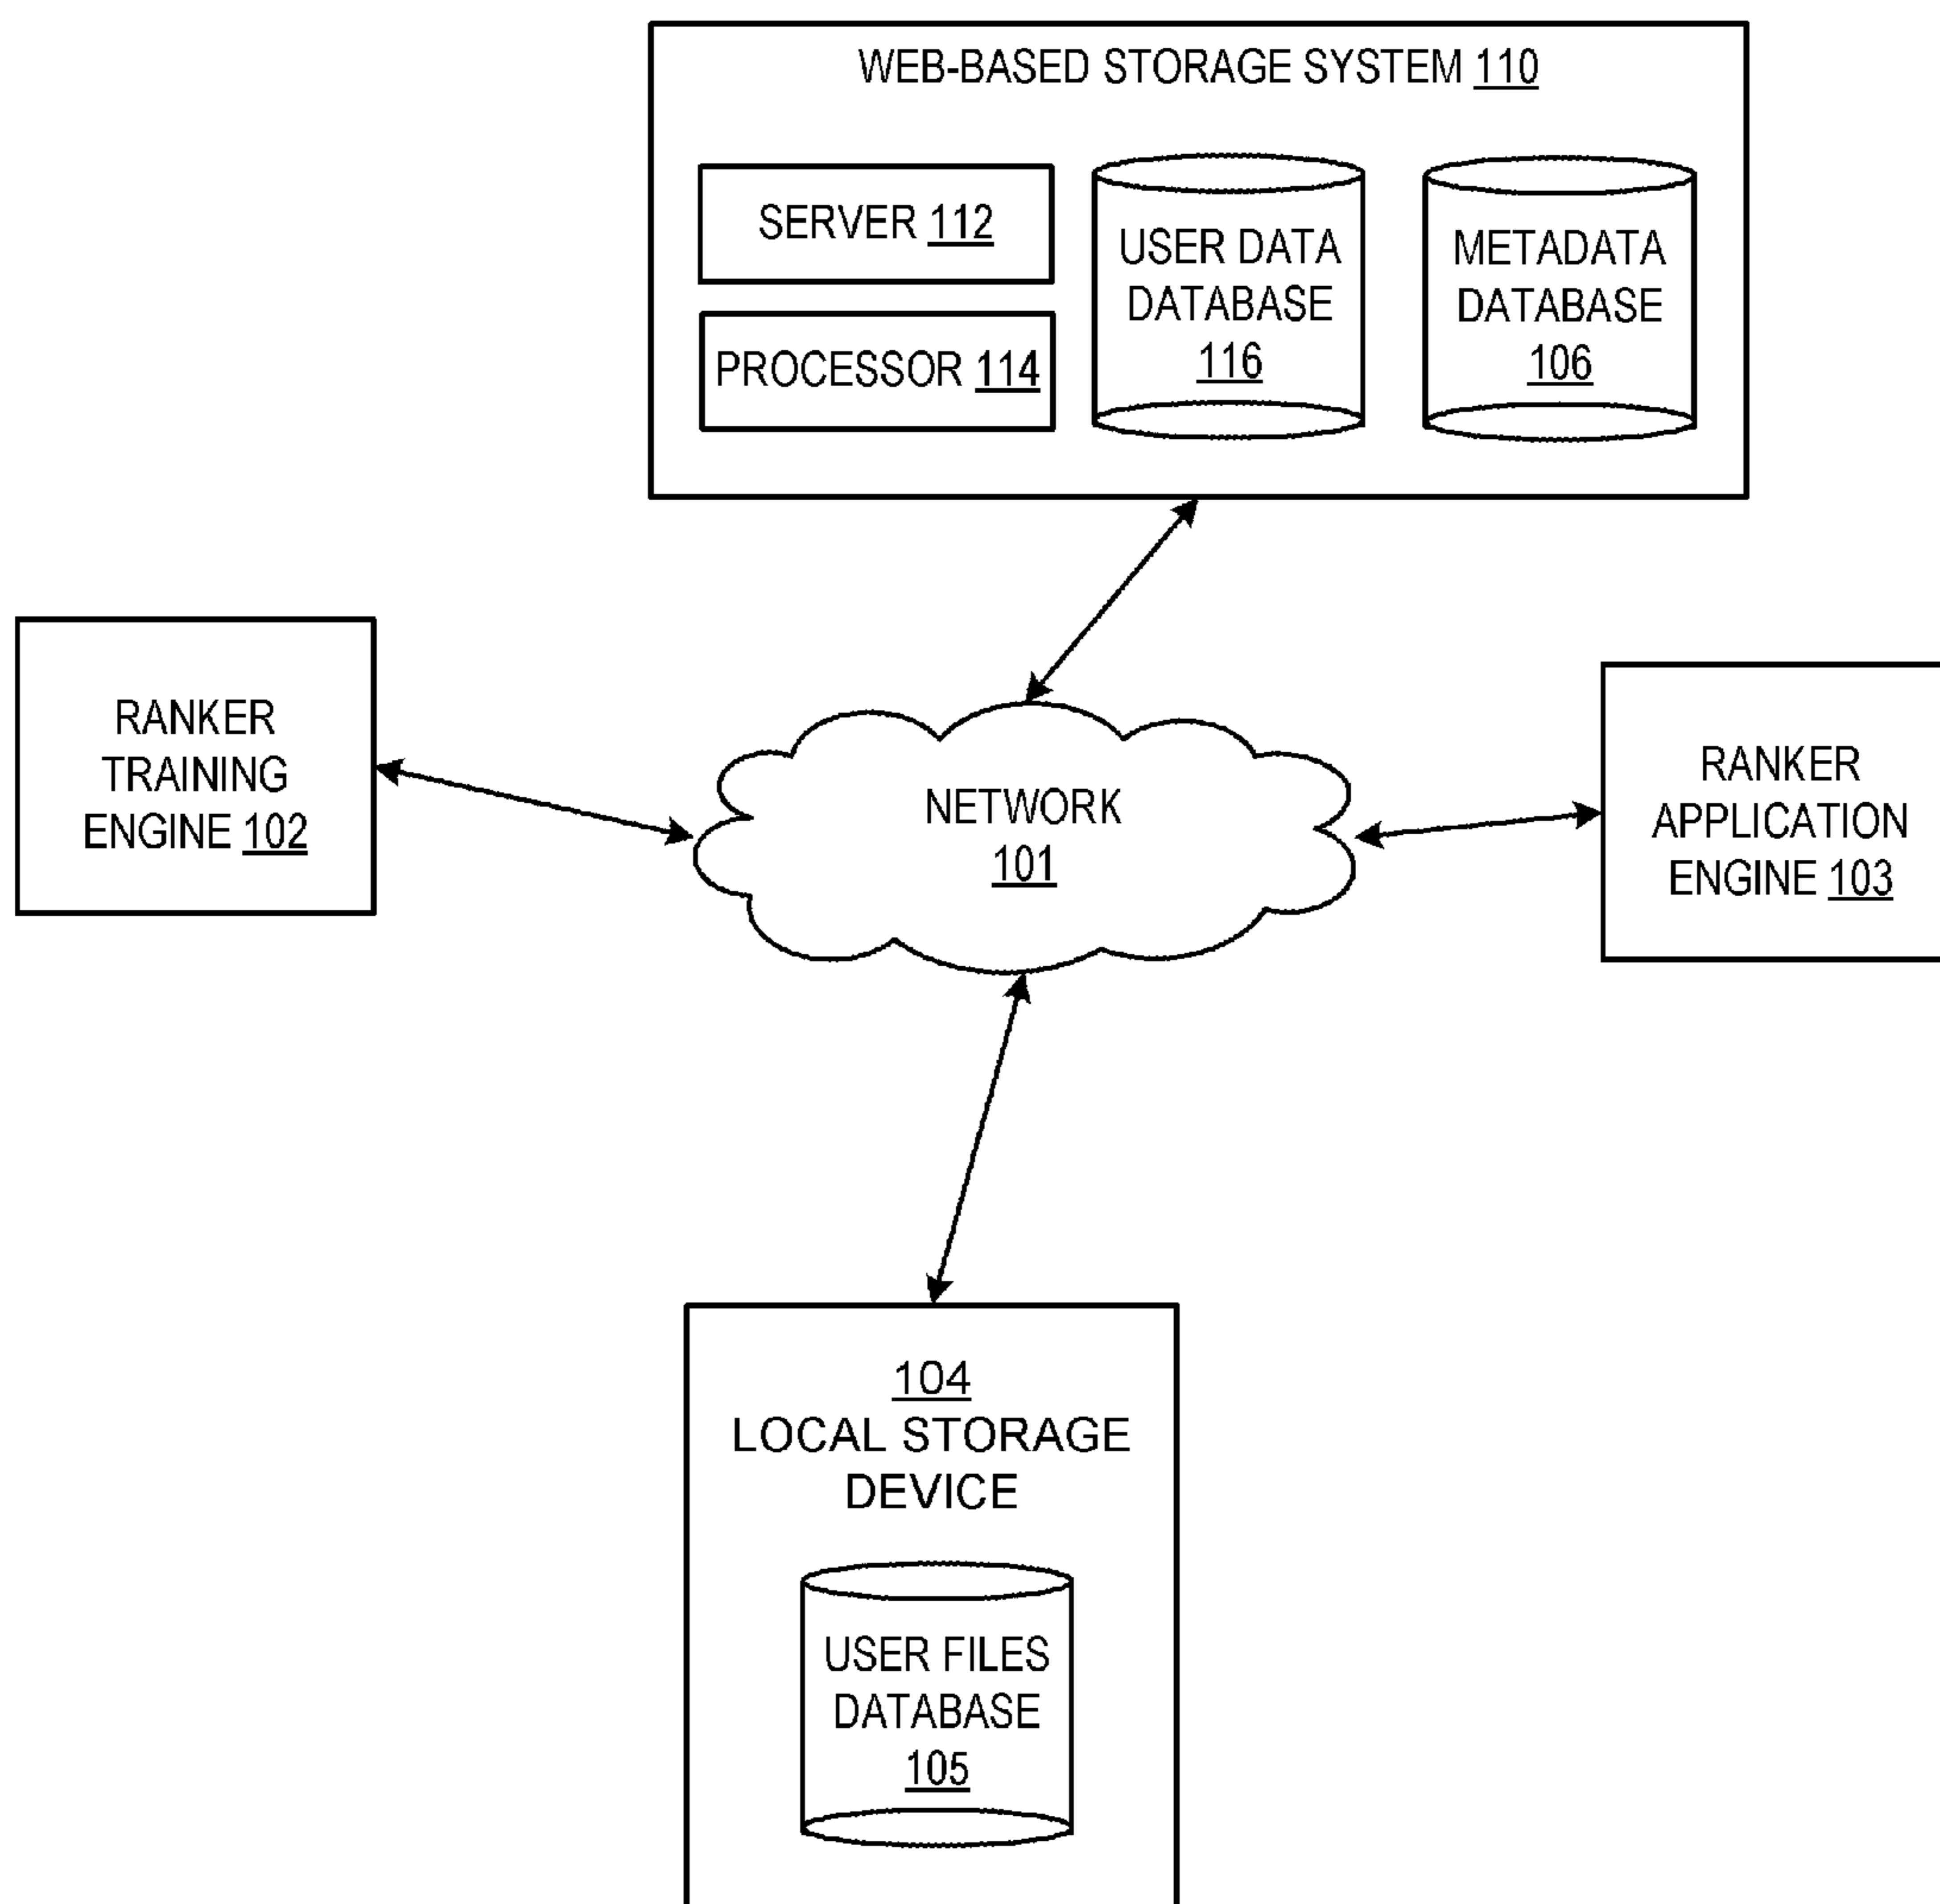 WEB-BASED STORAGE SYSTEM 110
SERVER 112
PROCESSOR 114
USER DATA
DATABASE
116
METADATA
DATABASE
106
RANKER
TRAINING
ENGINE 102
NETWORK
101
RANKER
APPLICATION
ENGINE 103
104
LOCAL STORAGE
DEVICE
USER FILES
DATABASE
105